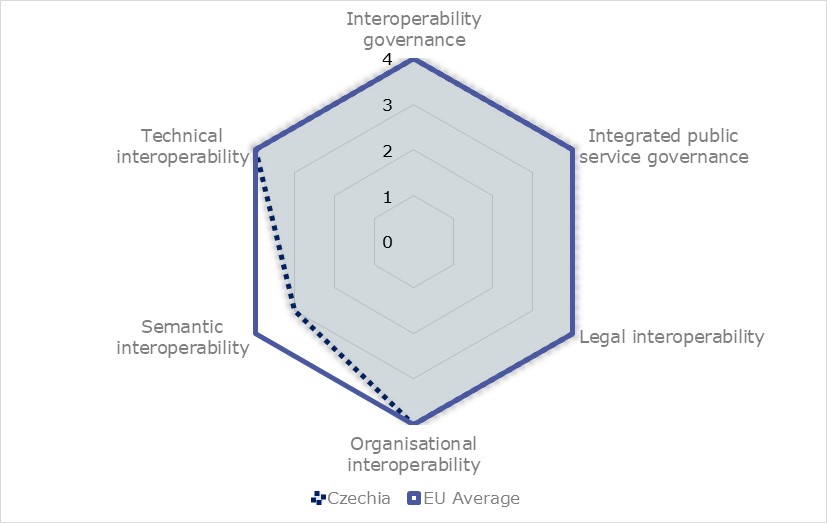 Interoperability
governance
4
3
2
1
0
Technical
interoperability
Integrated public
service governance
Semantic
interoperability
Legal interoperability
Organisational
interoperability
Czechia EU Average